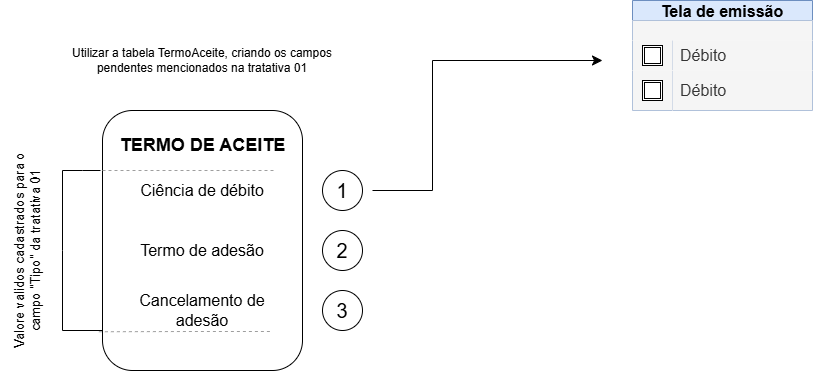 Tela de emissão
Débito
Débito
Utilizar a tabela TermoAceite, criando os campos
pendentes mencionados na tratativa 01
TERMO DE ACEITE
Ciência de débito
1
Termo de adesão
2
Cancelamento de
adesão
3
Valore validos cadastrados para o
campo "Tipo" da tratativa 01